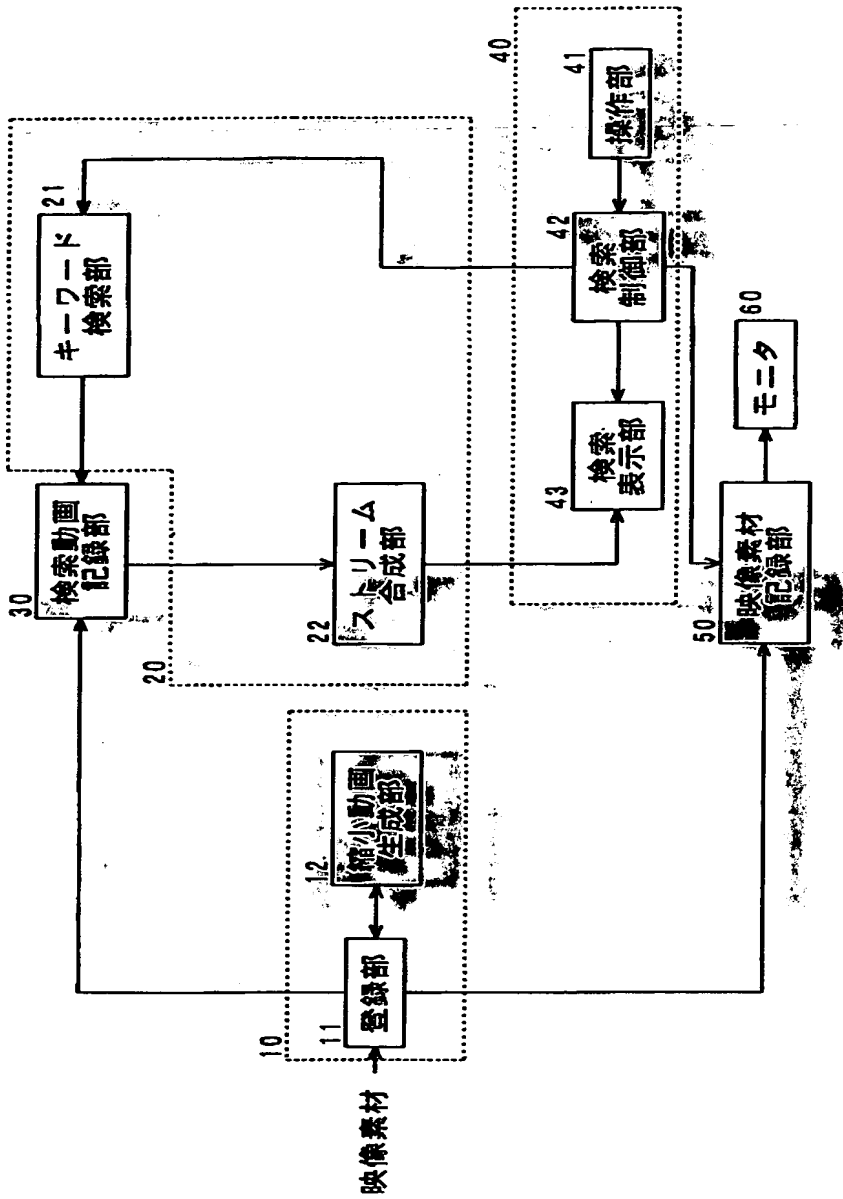 映像素材
10
11
登録部
12
縮小動画
生成部
20
30
検索動画
記録部
21
キーワード
検索部
22
ストリーム
合成部
40
41
操作部
42
検索
制御部
43
検索
表示部
50
映像素材
記録部
60
モニタ